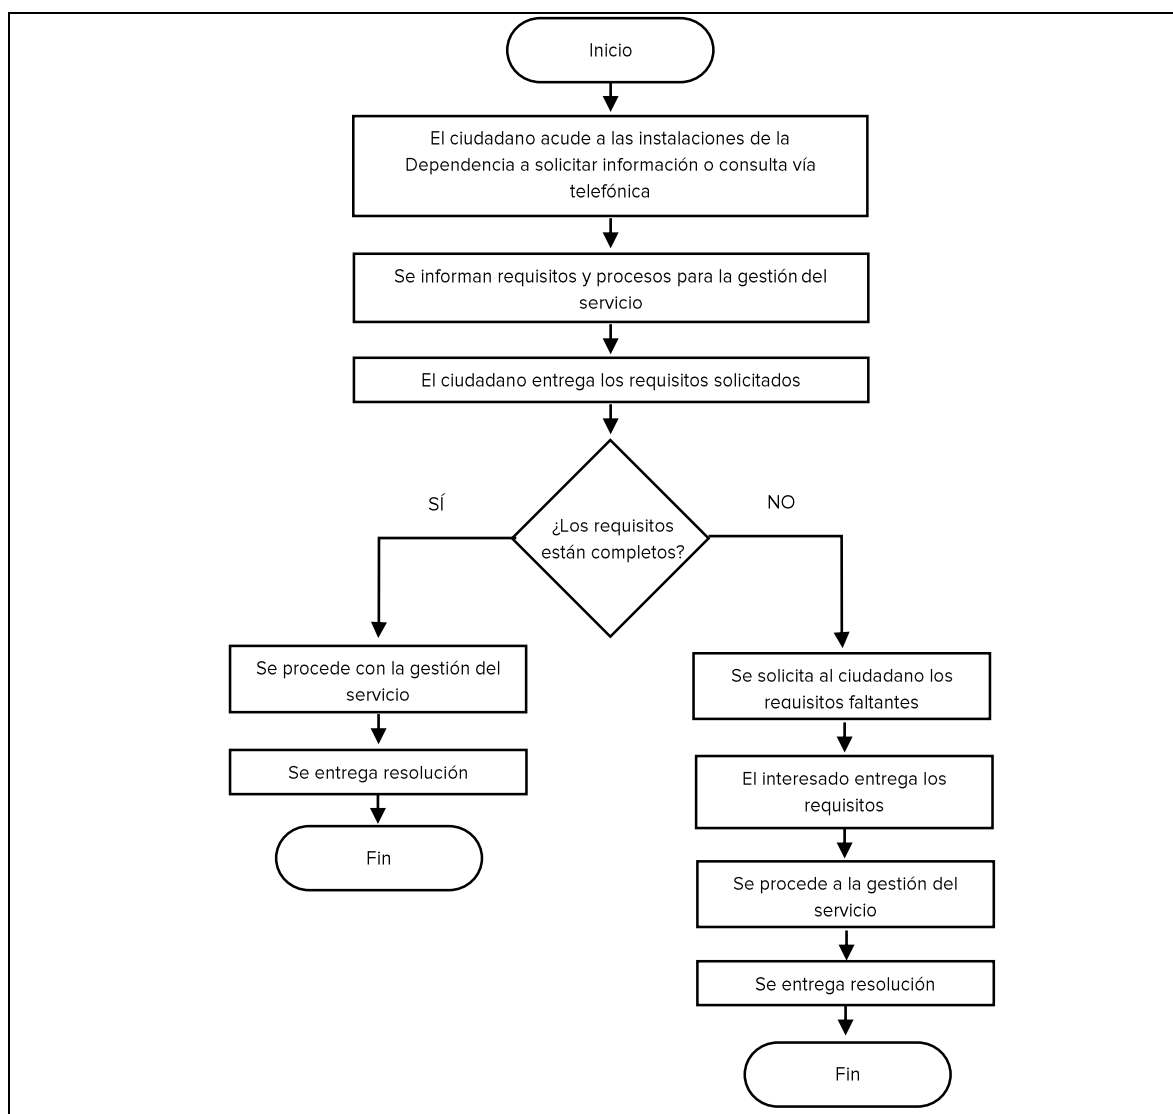 Inicio
El ciudadano acude a las instalaciones de la
Dependencia a solicitar información o consulta vía
telefónica
Se informan requisitos y procesos para la gestión del
servicio
El ciudadano entrega los requisitos solicitados
¿Los requisitos
están completos?
SÍ
NO
Se procede con la gestión del
servicio
Se entrega resolución
Fin
Se solicita al ciudadano los
requisitos faltantes
El interesado entrega los
requisitos
Se procede a la gestión del
servicio
Se entrega resolución
Fin